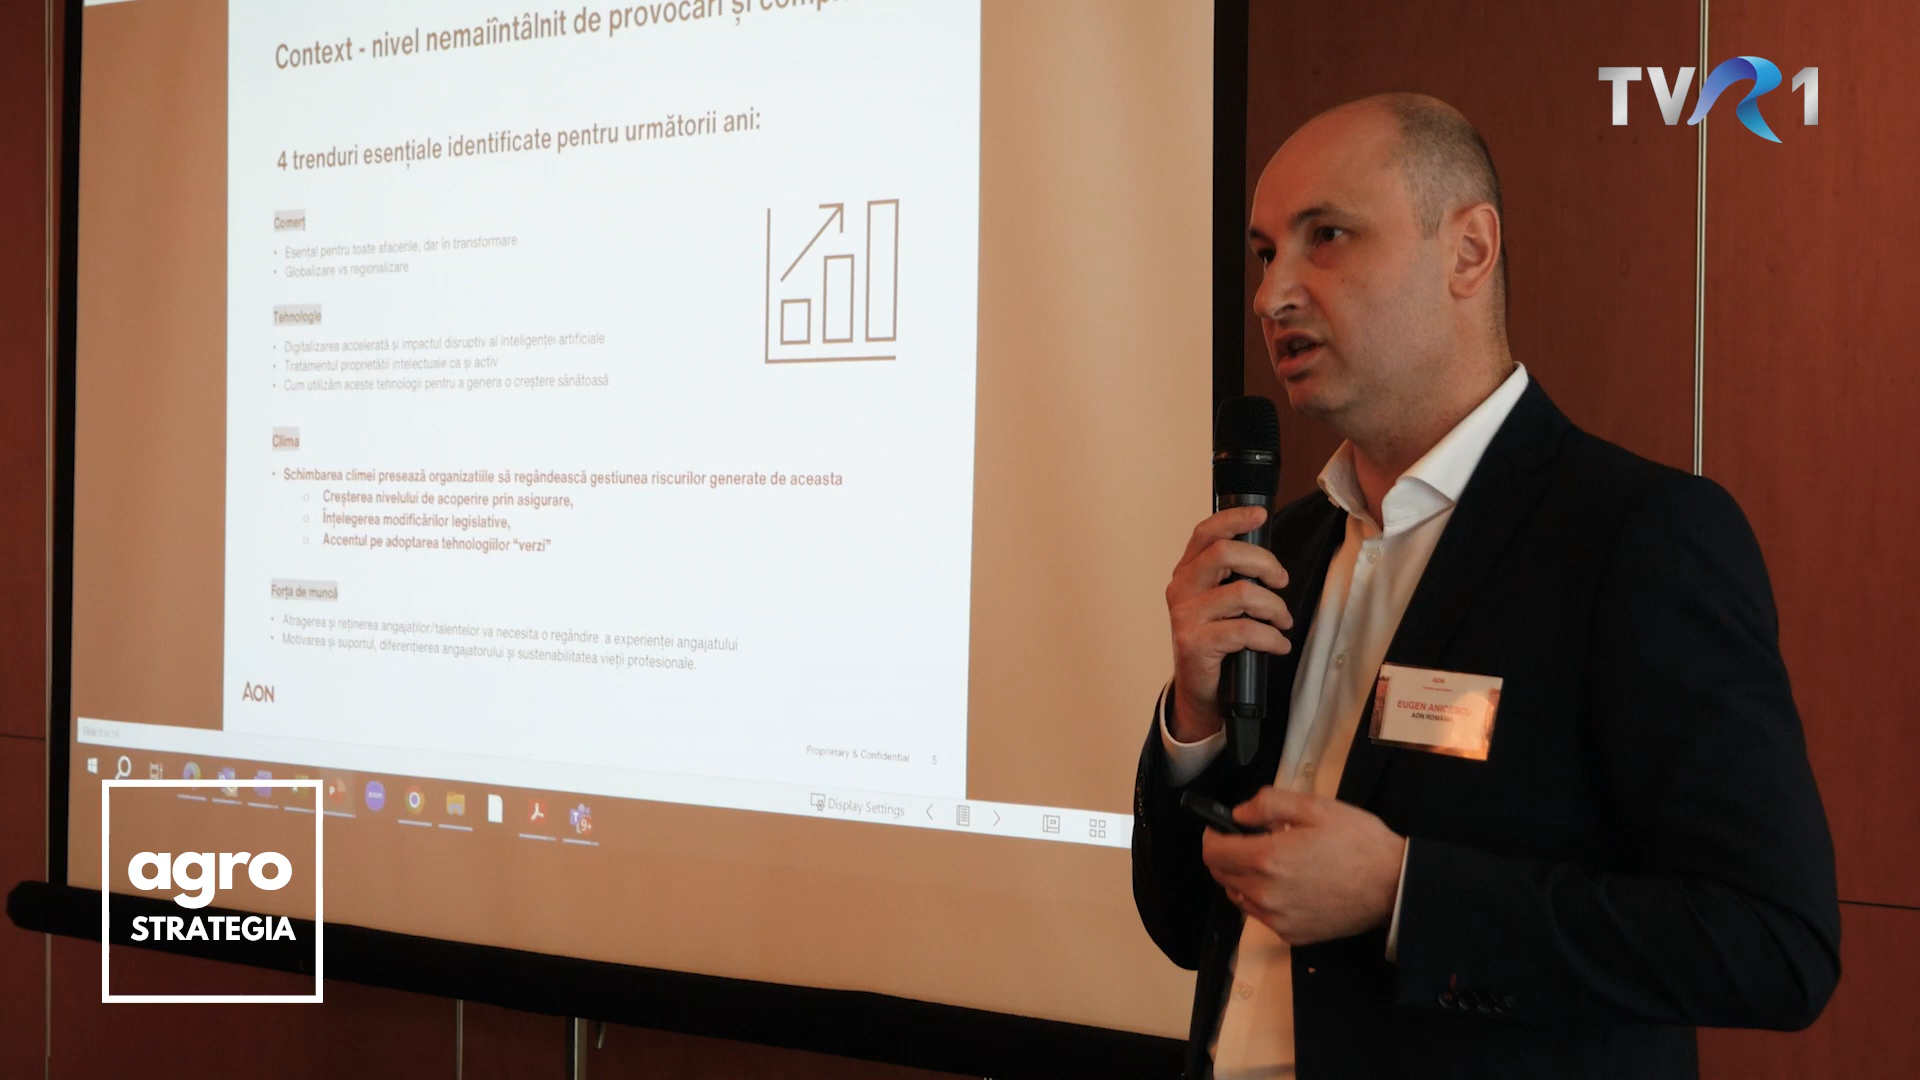 Context - nivel nemaiîntâlnit de provocări și
TVR1
4 trenduri esențiale identificate pentru următorii ani:
Comerț
• Esențal pentru toate afacerile, dar în transformare
• Globalizare vs regionalizare
Tehnologie
• Digitalizarea accelerată și impactul disruptiv al inteligenței artificiale
• Tratamentul proprietății intelectuale ca și activ
• Cum utilizăm aceste tehnologii pentru a genera o creștere sănătoasă
Clima
• Schimbarea climei presează organizatiile să regândească gestiunea riscurilor generate de aceasta
○ Creșterea nivelului de acoperire prin asigurare,
○ Înțelegerea modificărilor legislative,
○ Accentul pe adoptarea tehnologiilor “verzi”
Forța de muncă
• Atragerea și reținerea angajaților/talentelor va necesita o regândire a experienței angajatului
• Motivarea și suportul, diferențierea angajatorului și sustenabilitatea vieții profesionale.
AON
Proprietary & Confidential
Display Settings
AON
EUGEN ANICESCU
AON ROMÂNIA
agro
STRATEGIA